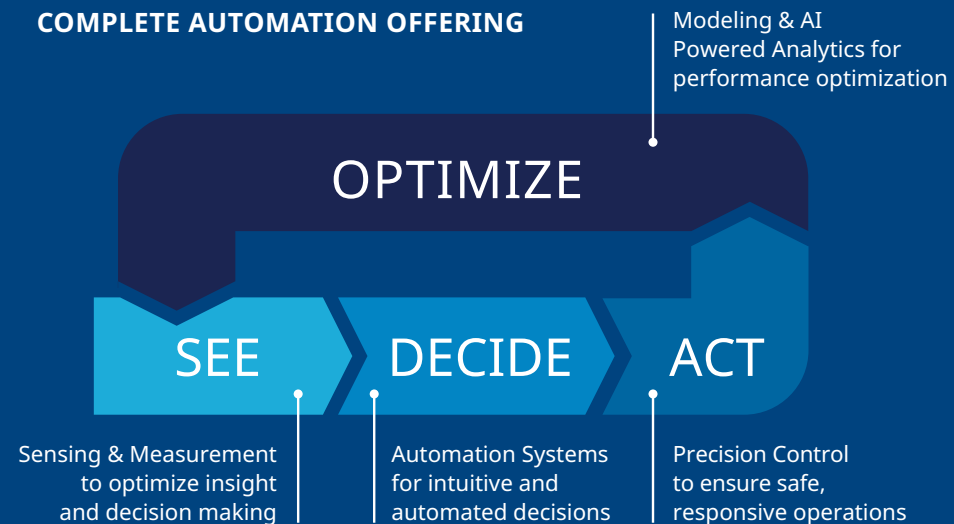 COMPLETE AUTOMATION OFFERING
Modeling & AI
Powered Analytics for
performance optimization
OPTIMIZE
SEE
DECIDE
ACT
Sensing & Measurement
to optimize insight
and decision making
Automation Systems
for intuitive and
automated decisions
Precision Control
to ensure safe,
responsive operations